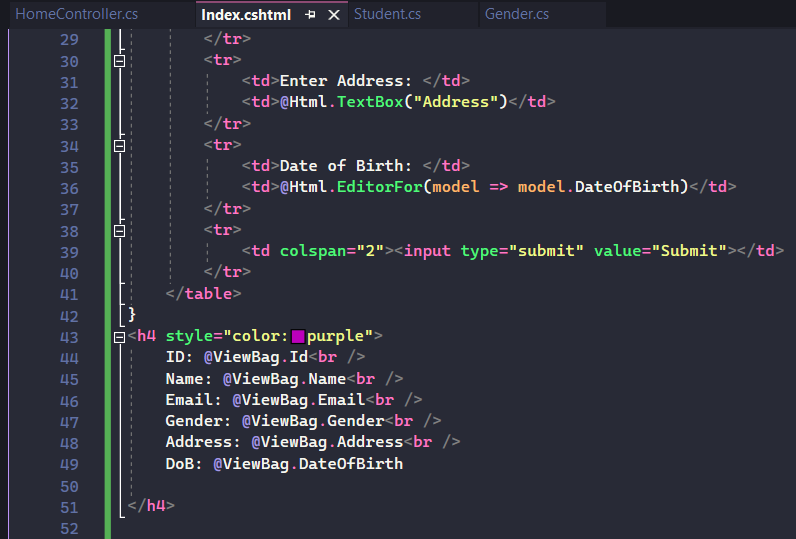 HomeController.cs Index.cshtml Student.cs Gender.cs
29 </tr>
30 <tr>
31 <td>Enter Address: </td>
32 <td>@Html.TextBox("Address")</td>
33 </tr>
34 <tr>
35 <td>Date of Birth: </td>
36 <td>@Html.EditorFor(model => model.DateOfBirth)</td>
37 </tr>
38 <tr>
39 <td colspan="2"><input type="submit" value="Submit"></td>
40 </tr>
41 </table>
42 }
43 <h4 style="color:purple">
44 ID: @ViewBag.Id<br />
45 Name: @ViewBag.Name<br />
46 Email: @ViewBag.Email<br />
47 Gender: @ViewBag.Gender<br />
48 Address: @ViewBag.Address<br />
49 DoB: @ViewBag.DateOfBirth
50
51 </h4>
52